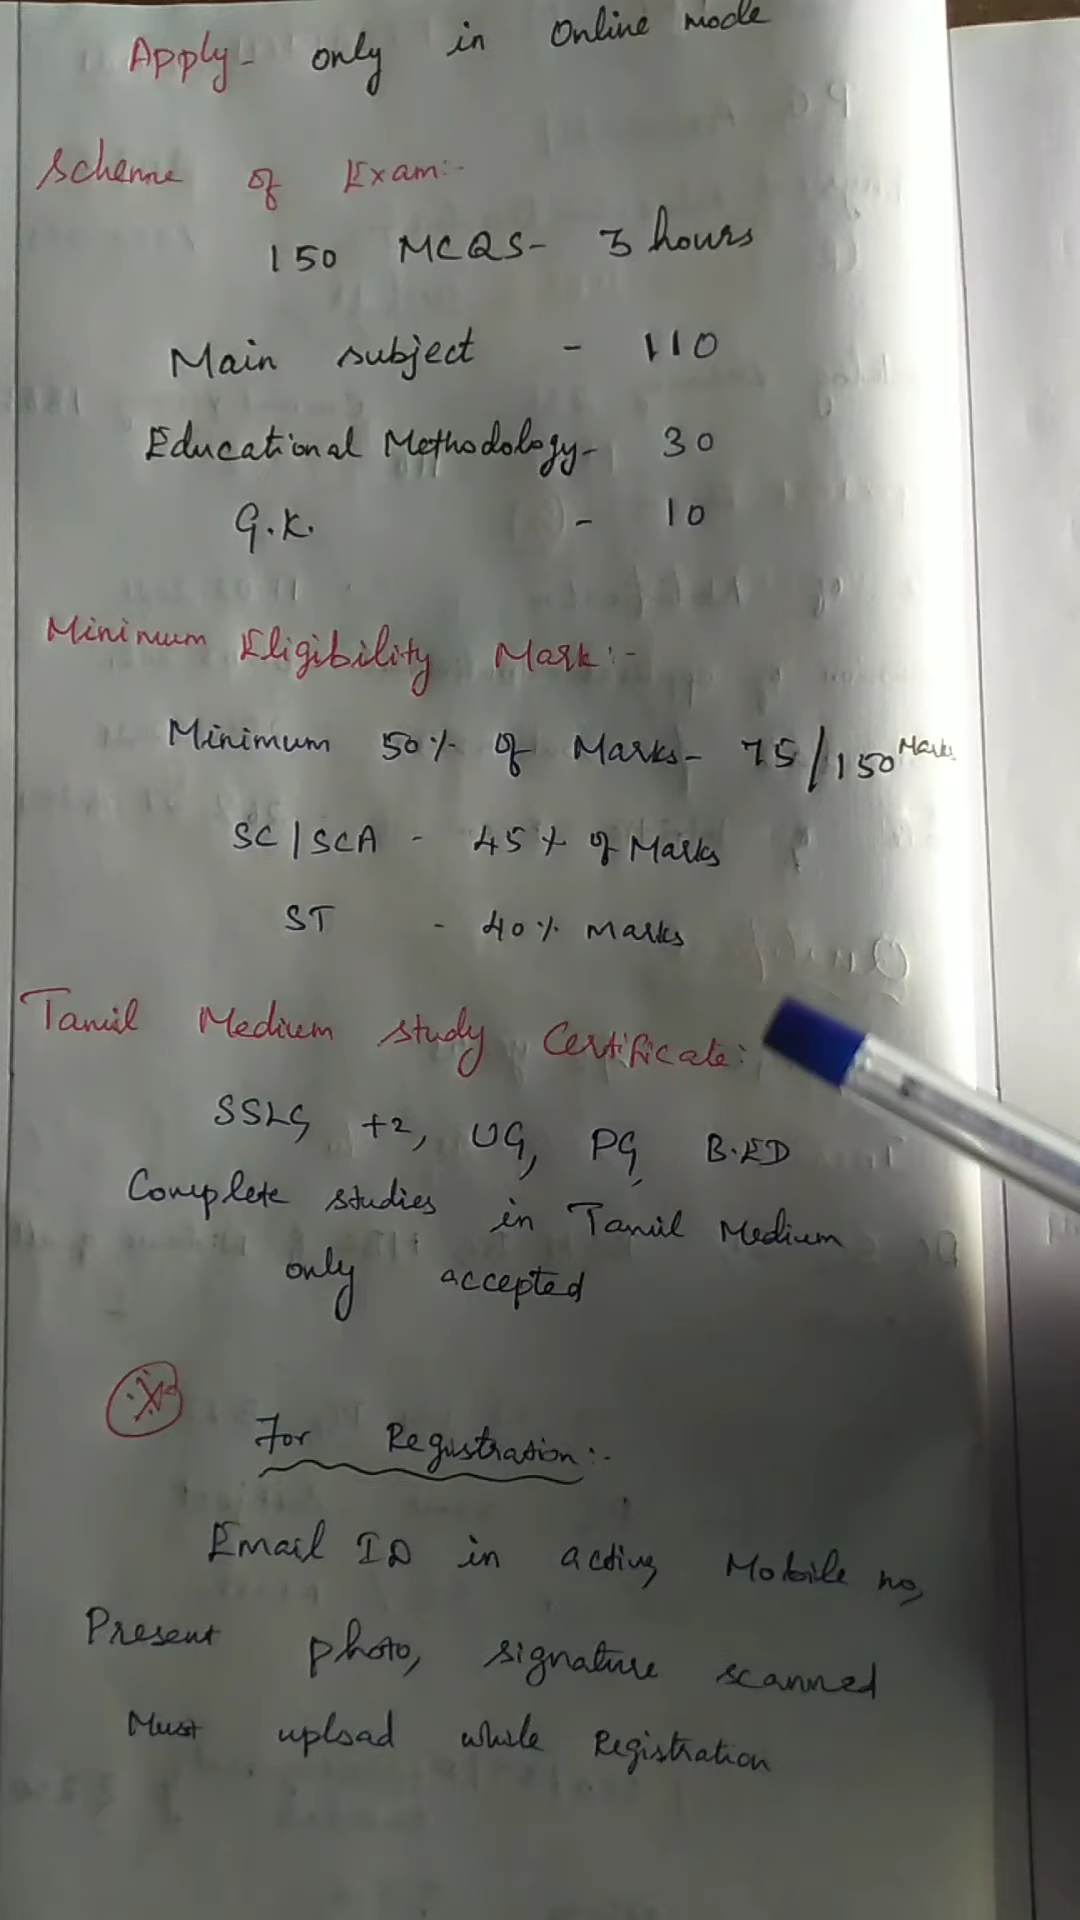 Apply - only in Online mode
Scheme of Exam:-
150 MCQS - 3 hours
Main subject - 110
Educational Methodology - 30
G.K. - 10
Minimum Eligibility Mark:-
Minimum 50% of Marks - 75/150 Marks
SC/SCA - 45% of Marks
ST - 40% Marks
Tamil Medium study Certificate:
SSLC, +2, UG, PG, B.ED
Complete studies in Tamil Medium
only accepted
For Registration:-
Email ID in active, Mobile no,
Present photo, signature scanned
Must upload while Registration